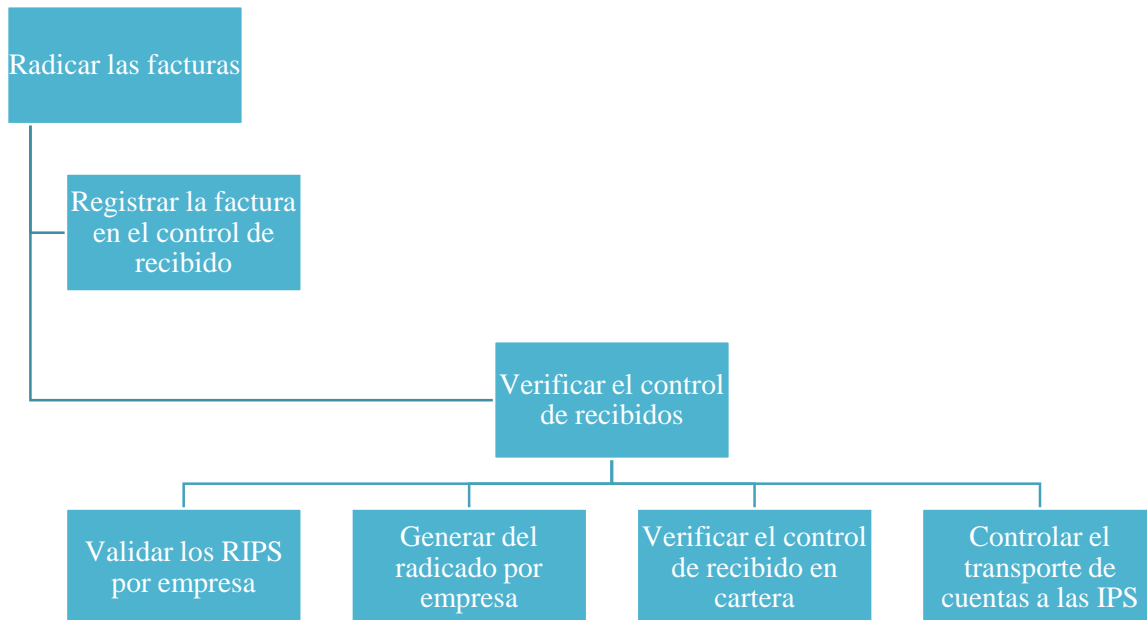 Radicar las facturas
Registrar la factura
en el control de
recibido
Verificar el control
de recibidos
Validar los RIPS
por empresa
Generar del
radicado por
empresa
Verificar el control
de recibido en
cartera
Controlar el
transporte de
cuentas a las IPS